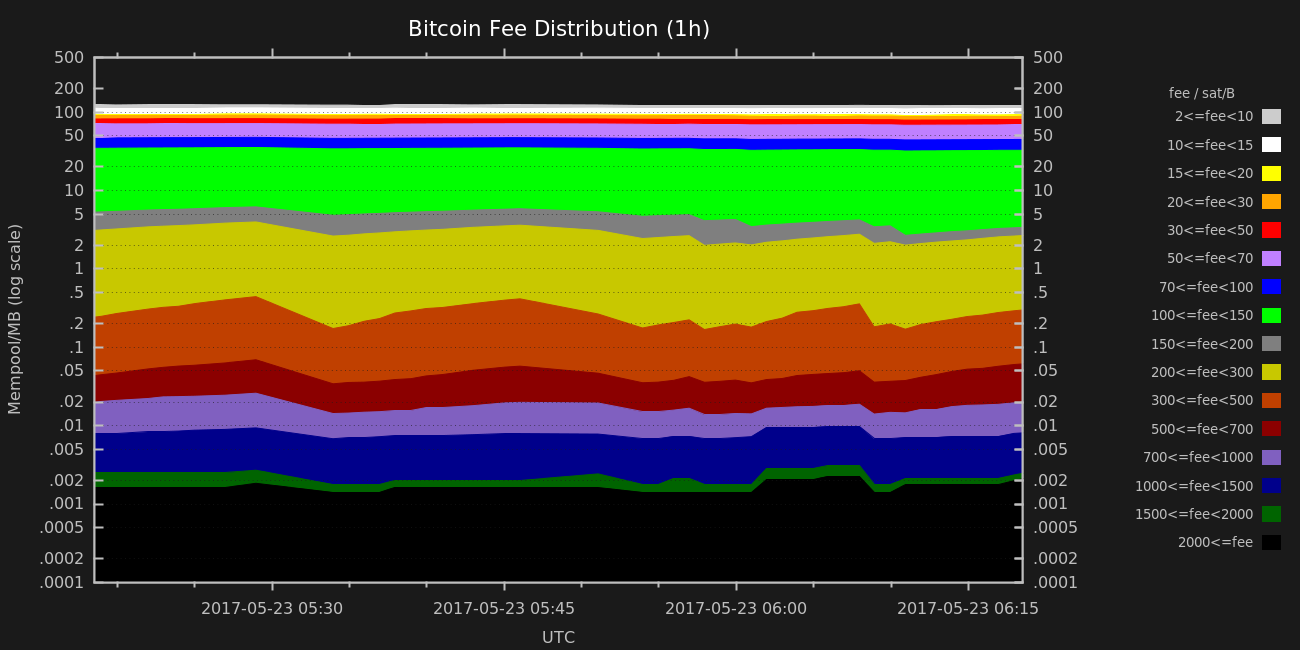 Bitcoin Fee Distribution (1h)
500
200
100
50
20
10
5
2
1
.5
.2
.1
.05
.02
.01
.005
.002
.001
.0005
.0002
.0001
Mempool/MB (log scale)
500
200
100
50
20
10
5
2
1
.5
.2
.1
.05
.02
.01
.005
.002
.001
.0005
.0002
.0001
2017-05-23 05:30
2017-05-23 05:45
2017-05-23 06:00
2017-05-23 06:15
UTC
fee / sat/B
2<=fee<10
10<=fee<15
15<=fee<20
20<=fee<30
30<=fee<50
50<=fee<70
70<=fee<100
100<=fee<150
150<=fee<200
200<=fee<300
300<=fee<500
500<=fee<700
700<=fee<1000
1000<=fee<1500
1500<=fee<2000
2000<=fee